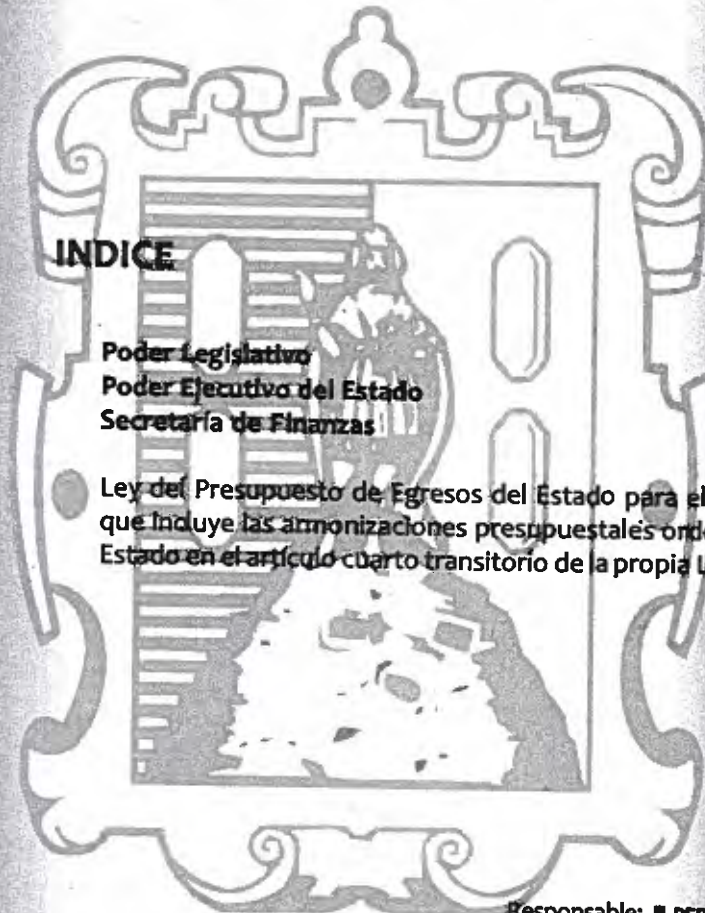 INDICE
Poder Legislativo
Poder Ejecutivo del Estado
Secretaría de Finanzas
Ley del Presupuesto de Egresos del Estado para el
que incluye las armonizaciones presupuestales
Estado en el artículo cuarto transitorio de la propia
Responsable: